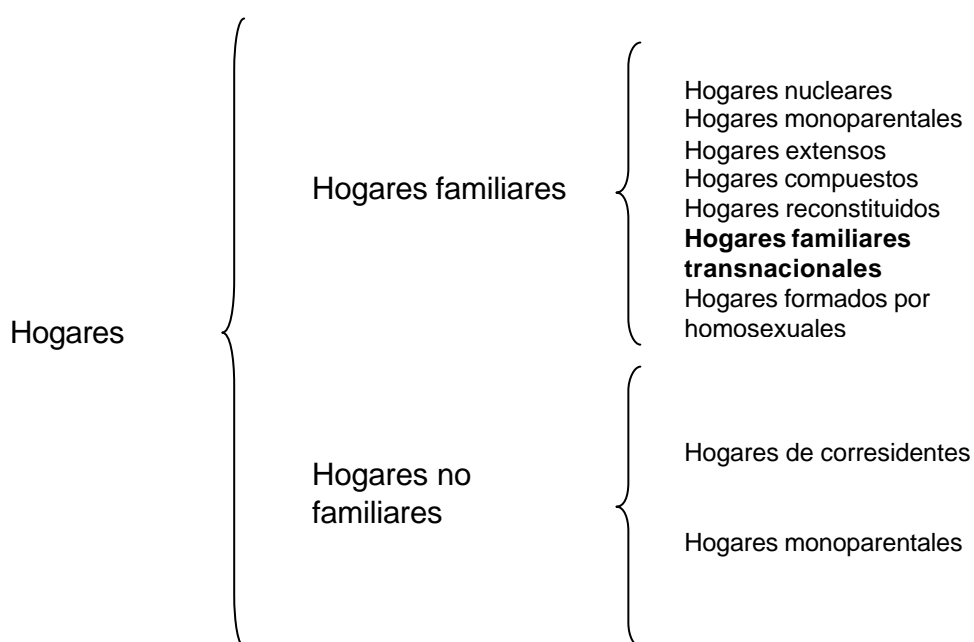 Hogares
Hogares familiares
Hogares nucleares
Hogares monoparentales
Hogares extensos
Hogares compuestos
Hogares reconstituidos
Hogares familiares
transnacionales
Hogares formados por
homosexuales
Hogares no
familiares
Hogares de corresidentes
Hogares monoparentales